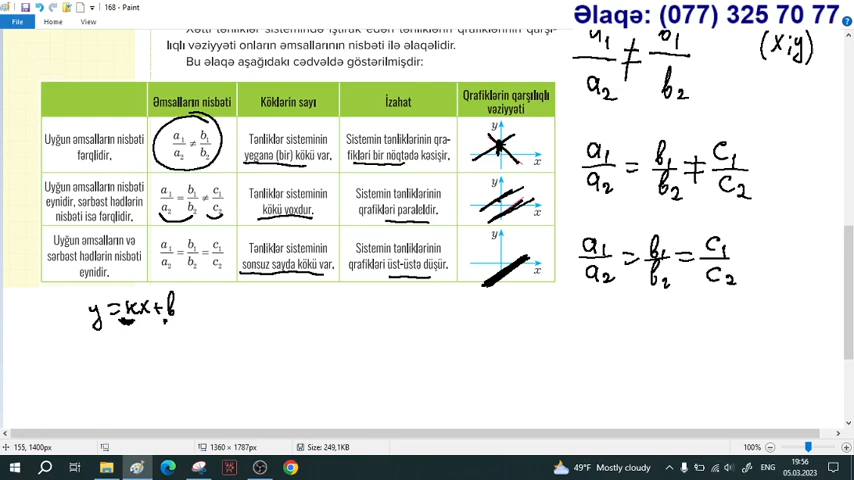 168 - Paint
Əlaqə: (077) 325 70 77
File
Home
View
Xətti tənliklər sistemində iştirak edən tənliklərin qrafiklərinin qarşı-
lıqlı vəziyyəti onların əmsallarının nisbəti ilə əlaqəlidir.
Bu əlaqə aşağıdakı cədvəldə göstərilmişdir:
Əmsalların nisbəti
Köklərin sayı
İzahat
Qrafiklərin qarşılıqlı
vəziyyəti
Uyğun əmsalların nisbəti
fərqlidir.
a₁/a₂ ≠ b₁/b₂
Tənliklər sisteminin
yeganə (bir) kökü var.
Sistemin tənliklərinin qra-
fikləri bir nöqtədə kəsişir.
y
x
Uyğun əmsalların nisbəti
eynidir, sərbəst hədlərin
nisbəti isə fərqlidir.
a₁/a₂ = b₁/b₂ ≠ c₁/c₂
Tənliklər sisteminin
kökü yoxdur.
Sistemin tənliklərinin
qrafikləri paraleldir.
y
x
Uyğun əmsalların və
sərbəst hədlərin nisbəti
eynidir.
a₁/a₂ = b₁/b₂ = c₁/c₂
Tənliklər sisteminin
sonsuz sayda kökü var.
Sistemin tənliklərinin
qrafikləri üst-üstə düşür.
y
x
y = kx + b
a₁/a₂ ≠ b₁/b₂
(x;y)
a₁/a₂ = b₁/b₂ ≠ c₁/c₂
a₁/a₂ = b₁/b₂ = c₁/c₂
155, 1400px
1360 × 1787px
Size: 249,1KB
100%
49°F Mostly cloudy
ENG
19:56
05.03.2023